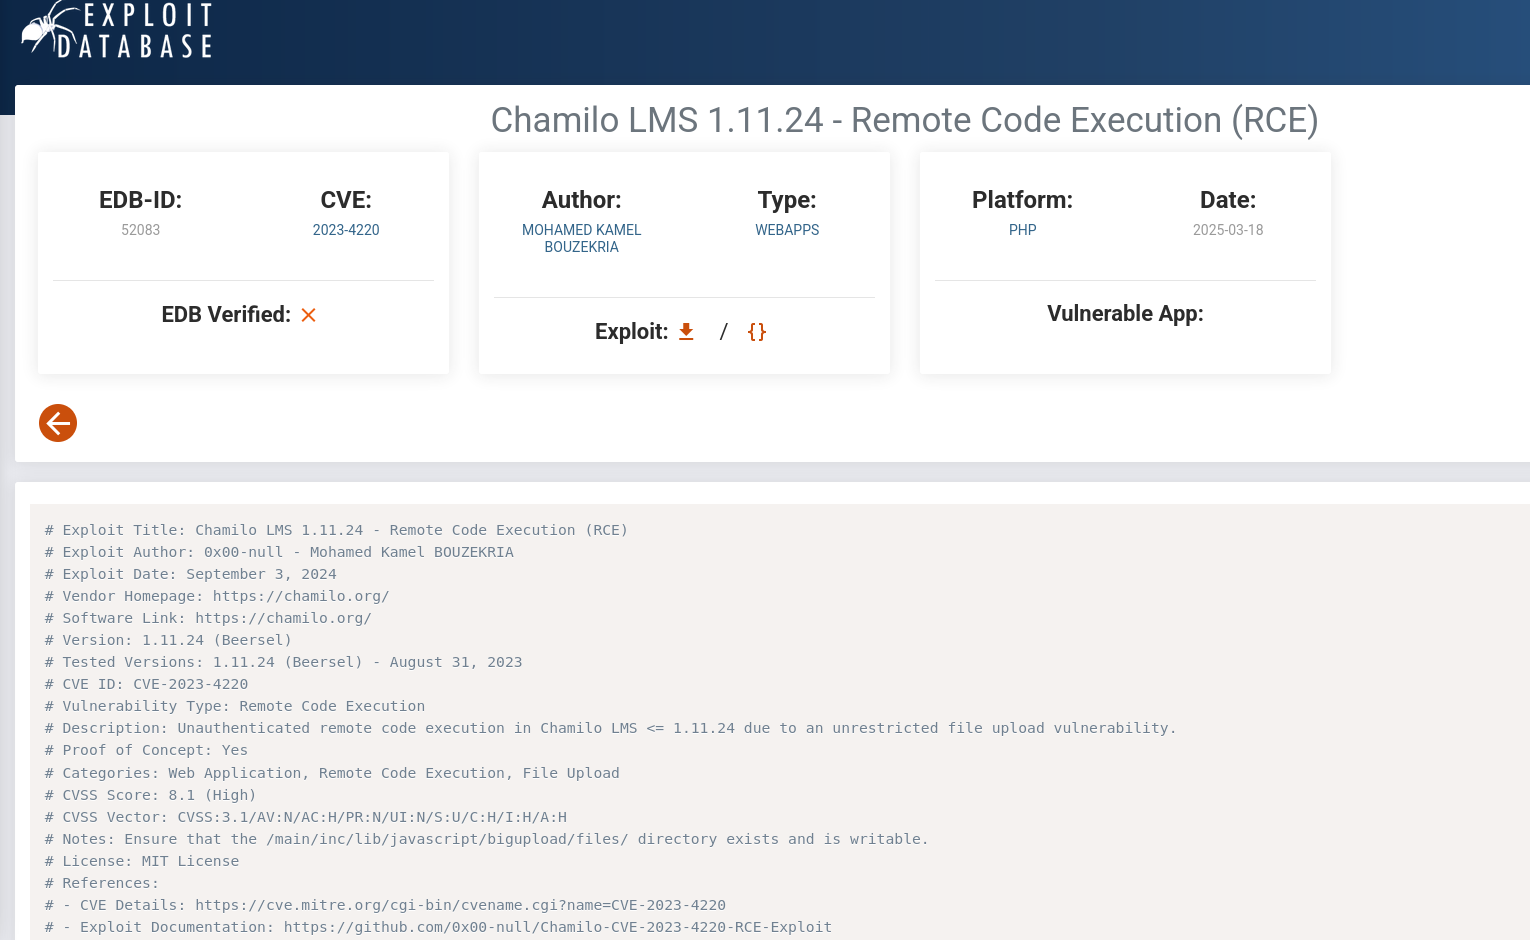 EXPLOIT
DATABASE
Chamilo LMS 1.11.24 - Remote Code Execution (RCE)
EDB-ID:
52083
CVE:
2023-4220
EDB Verified:
Author:
MOHAMED KAMEL
BOUZEKRIA
Type:
WEBAPPS
Exploit: / {}
Platform:
PHP
Date:
2025-03-18
Vulnerable App:
# Exploit Title: Chamilo LMS 1.11.24 - Remote Code Execution (RCE)
# Exploit Author: 0x00-null - Mohamed Kamel BOUZEKRIA
# Exploit Date: September 3, 2024
# Vendor Homepage: https://chamilo.org/
# Software Link: https://chamilo.org/
# Version: 1.11.24 (Beersel)
# Tested Versions: 1.11.24 (Beersel) - August 31, 2023
# CVE ID: CVE-2023-4220
# Vulnerability Type: Remote Code Execution
# Description: Unauthenticated remote code execution in Chamilo LMS <= 1.11.24 due to an unrestricted file upload vulnerability.
# Proof of Concept: Yes
# Categories: Web Application, Remote Code Execution, File Upload
# CVSS Score: 8.1 (High)
# CVSS Vector: CVSS:3.1/AV:N/AC:H/PR:N/UI:N/S:U/C:H/I:H/A:H
# Notes: Ensure that the /main/inc/lib/javascript/bigupload/files/ directory exists and is writable.
# License: MIT License
# References:
# - CVE Details: https://cve.mitre.org/cgi-bin/cvename.cgi?name=CVE-2023-4220
# - Exploit Documentation: https://github.com/0x00-null/Chamilo-CVE-2023-4220-RCE-Exploit